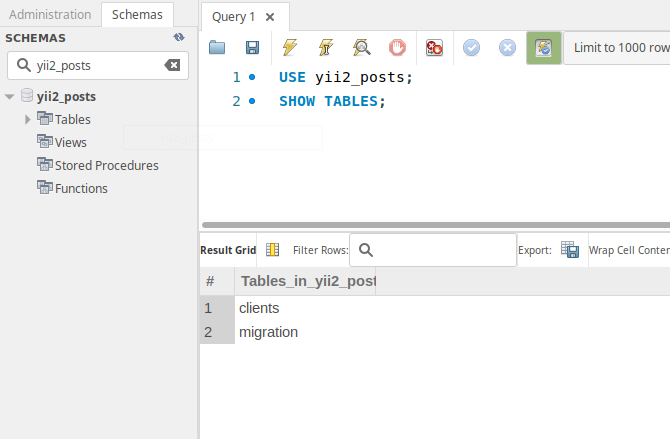 Administration Schemas
SCHEMAS
yii2_posts
yii2_posts
Tables
Views
Stored Procedures
Functions
Query 1
Limit to 1000 row
1 USE yii2_posts;
2 SHOW TABLES;
Result Grid Filter Rows: Export: Wrap Cell Conter
# Tables_in_yii2_post
1 clients
2 migration